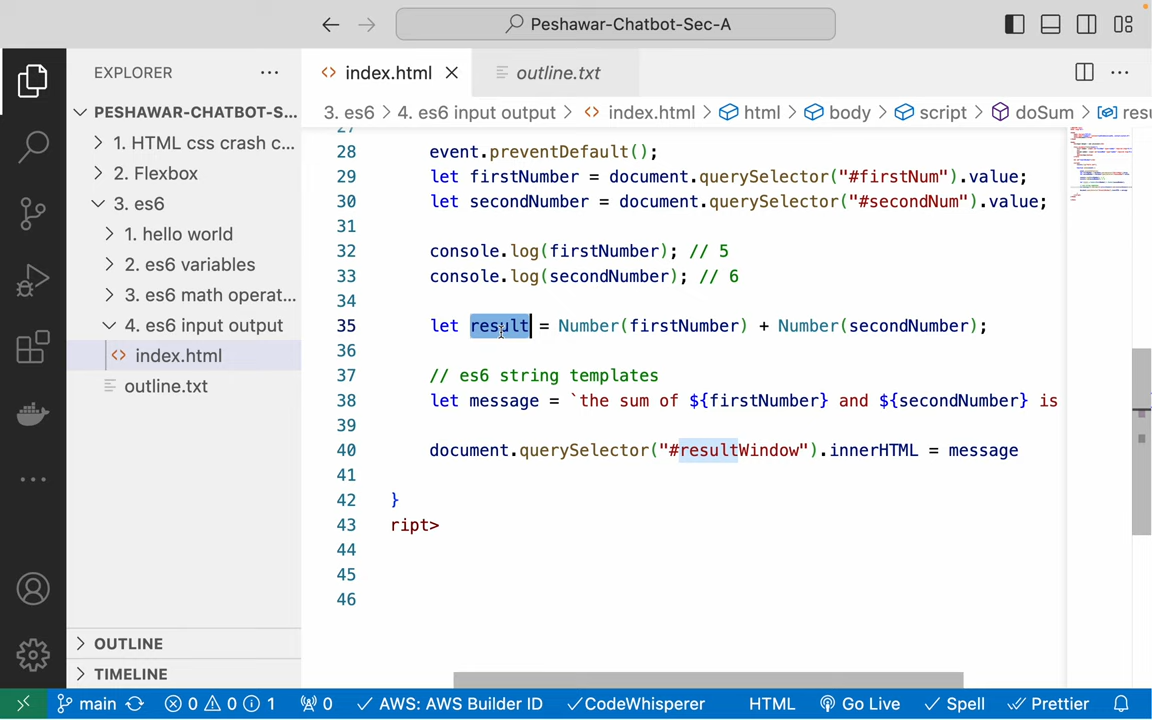 Peshawar-Chatbot-Sec-A
EXPLORER
PESHAWAR-CHATBOT-S...
1. HTML css crash c...
2. Flexbox
3. es6
1. hello world
2. es6 variables
3. es6 math operat...
4. es6 input output
index.html
outline.txt
OUTLINE
TIMELINE
index.html
outline.txt
3. es6 > 4. es6 input output > index.html > html > body > script > doSum > res
27
28 event.preventDefault();
29 let firstNumber = document.querySelector("#firstNum").value;
30 let secondNumber = document.querySelector("#secondNum").value;
31
32 console.log(firstNumber); // 5
33 console.log(secondNumber); // 6
34
35 let result = Number(firstNumber) + Number(secondNumber);
36
37 // es6 string templates
38 let message = `the sum of ${firstNumber} and ${secondNumber} is
39
40 document.querySelector("#resultWindow").innerHTML = message
41
42 }
43 ript>
44
45
46
main 0 0 1 0 AWS: AWS Builder ID CodeWhisperer HTML Go Live Spell Prettier